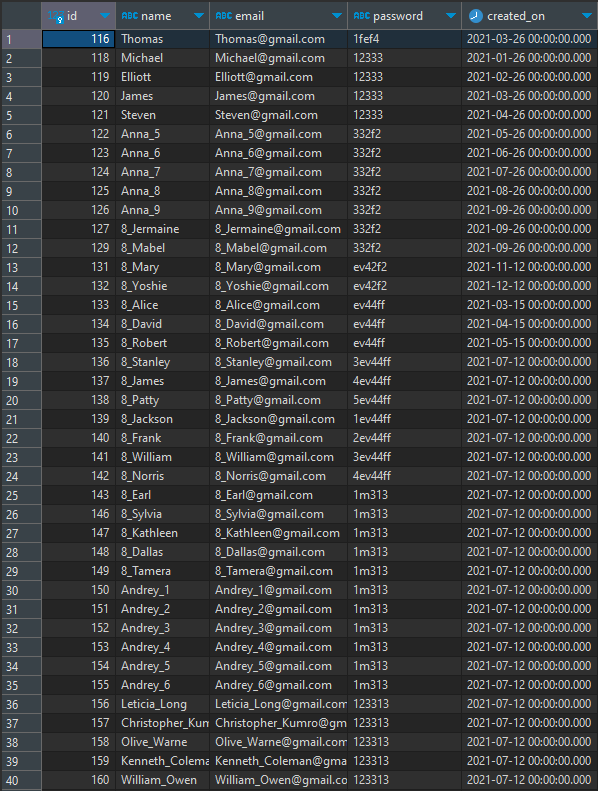 id name email password created_on
1 116 Thomas Thomas@gmail.com 1fef4 2021-03-26 00:00:00.000
2 118 Michael Michael@gmail.com 12333 2021-01-26 00:00:00.000
3 119 Elliott Elliott@gmail.com 12333 2021-02-26 00:00:00.000
4 120 James James@gmail.com 12333 2021-03-26 00:00:00.000
5 121 Steven Steven@gmail.com 12333 2021-04-26 00:00:00.000
6 122 Anna_5 Anna_5@gmail.com 332f2 2021-05-26 00:00:00.000
7 123 Anna_6 Anna_6@gmail.com 332f2 2021-06-26 00:00:00.000
8 124 Anna_7 Anna_7@gmail.com 332f2 2021-07-26 00:00:00.000
9 125 Anna_8 Anna_8@gmail.com 332f2 2021-08-26 00:00:00.000
10 126 Anna_9 Anna_9@gmail.com 332f2 2021-09-26 00:00:00.000
11 127 8_Jermaine 8_Jermaine@gmail.com 332f2 2021-09-26 00:00:00.000
12 129 8_Mabel 8_Mabel@gmail.com 332f2 2021-09-26 00:00:00.000
13 131 8_Mary 8_Mary@gmail.com ev42f2 2021-11-12 00:00:00.000
14 132 8_Yoshie 8_Yoshie@gmail.com ev42f2 2021-12-12 00:00:00.000
15 133 8_Alice 8_Alice@gmail.com ev44ff 2021-03-15 00:00:00.000
16 134 8_David 8_David@gmail.com ev44ff 2021-04-15 00:00:00.000
17 135 8_Robert 8_Robert@gmail.com ev44ff 2021-05-15 00:00:00.000
18 136 8_Stanley 8_Stanley@gmail.com 3ev44ff 2021-07-12 00:00:00.000
19 137 8_James 8_James@gmail.com 4ev44ff 2021-07-12 00:00:00.000
20 138 8_Patty 8_Patty@gmail.com 5ev44ff 2021-07-12 00:00:00.000
21 139 8_Jackson 8_Jackson@gmail.com 1ev44ff 2021-07-12 00:00:00.000
22 140 8_Frank 8_Frank@gmail.com 2ev44ff 2021-07-12 00:00:00.000
23 141 8_William 8_William@gmail.com 3ev44ff 2021-07-12 00:00:00.000
24 142 8_Norris 8_Norris@gmail.com 4ev44ff 2021-07-12 00:00:00.000
25 143 8_Earl 8_Earl@gmail.com 1m313 2021-07-12 00:00:00.000
26 146 8_Sylvia 8_Sylvia@gmail.com 1m313 2021-07-12 00:00:00.000
27 147 8_Kathleen 8_Kathleen@gmail.com 1m313 2021-07-12 00:00:00.000
28 148 8_Dallas 8_Dallas@gmail.com 1m313 2021-07-12 00:00:00.000
29 149 8_Tamera 8_Tamera@gmail.com 1m313 2021-07-12 00:00:00.000
30 150 Andrey_1 Andrey_1@gmail.com 1m313 2021-07-12 00:00:00.000
31 151 Andrey_2 Andrey_2@gmail.com 1m313 2021-07-12 00:00:00.000
32 152 Andrey_3 Andrey_3@gmail.com 1m313 2021-07-12 00:00:00.000
33 153 Andrey_4 Andrey_4@gmail.com 1m313 2021-07-12 00:00:00.000
34 154 Andrey_5 Andrey_5@gmail.com 1m313 2021-07-12 00:00:00.000
35 155 Andrey_6 Andrey_6@gmail.com 1m313 2021-07-12 00:00:00.000
36 156 Leticia_Long Leticia_Long@gmail.com 123313 2021-07-12 00:00:00.000
37 157 Christopher_Kum Christopher_Kumro@gm 123313 2021-07-12 00:00:00.000
38 158 Olive_Warne Olive_Warne@gmail.com 123313 2021-07-12 00:00:00.000
39 159 Kenneth_Colema Kenneth_Coleman@gma 123313 2021-07-12 00:00:00.000
40 160 William_Owen William_Owen@gmail.co 123313 2021-07-12 00:00:00.000